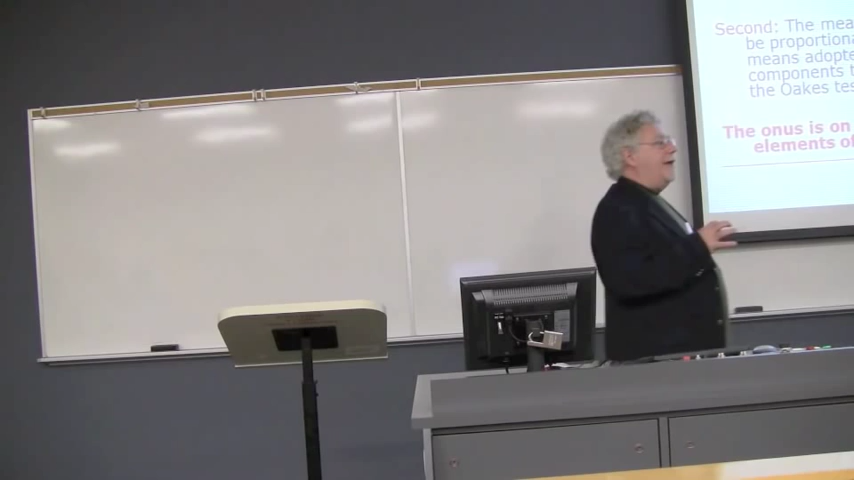 Second: The mea
be proportiona
means adopte
components t
the Oakes tes
The onus is on
elements of